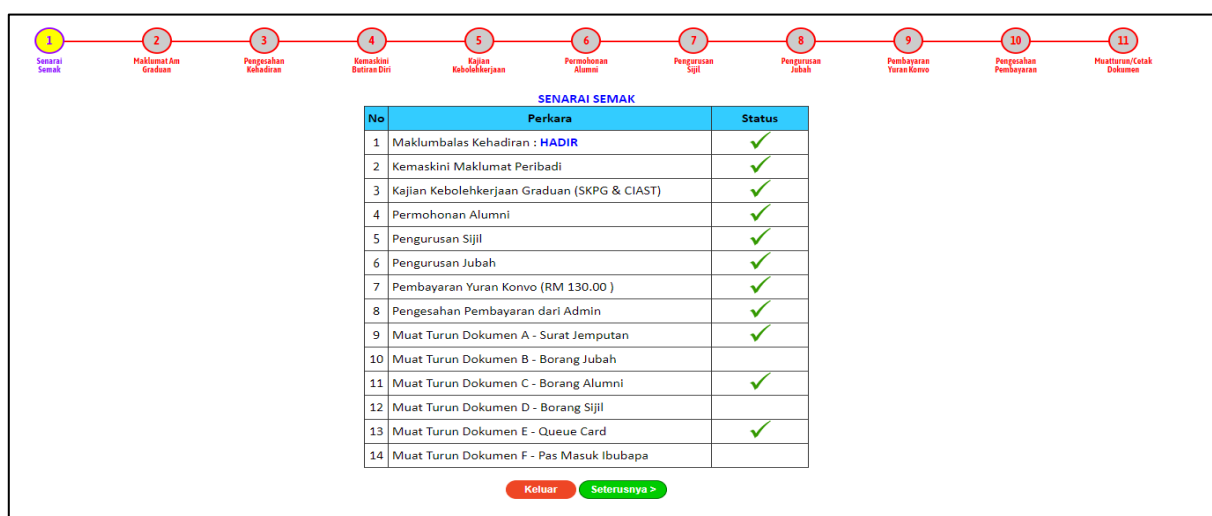 1 2 3 4 5 6 7 8 9 10 11
Senarai Semak
Maklumat Am Graduan
Pengesahan Kehadiran
Kemaskini Butiran Diri
Kajian Kebolehkerjaan
Permohonan Alumni
Pengurusan Sijil
Pengurusan Jubah
Pembayaran Yuran Konvo
Pengesahan Pembayaran
Muatturun/Cetak Dokumen
SENARAI SEMAK
No Perkara Status
1 Maklumbalas Kehadiran : HADIR
2 Kemaskini Maklumat Peribadi
3 Kajian Kebolehkerjaan Graduan (SKPG & CIAST)
4 Permohonan Alumni
5 Pengurusan Sijil
6 Pengurusan Jubah
7 Pembayaran Yuran Konvo (RM 130.00 )
8 Pengesahan Pembayaran dari Admin
9 Muat Turun Dokumen A - Surat Jemputan
10 Muat Turun Dokumen B - Borang Jubah
11 Muat Turun Dokumen C - Borang Alumni
12 Muat Turun Dokumen D - Borang Sijil
13 Muat Turun Dokumen E - Queue Card
14 Muat Turun Dokumen F - Pas Masuk Ibubapa
Keluar Seterusnya >